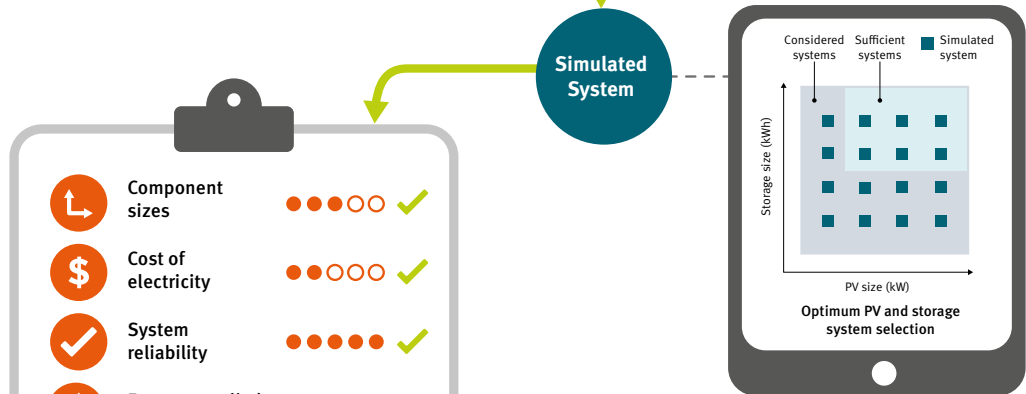 Simulated
System
Considered
systems
Sufficient
systems
Simulated
system
Storage size (kWh)
PV size (kW)
Optimum PV and storage
system selection
Component
sizes
$
Cost of
electricity
System
reliability